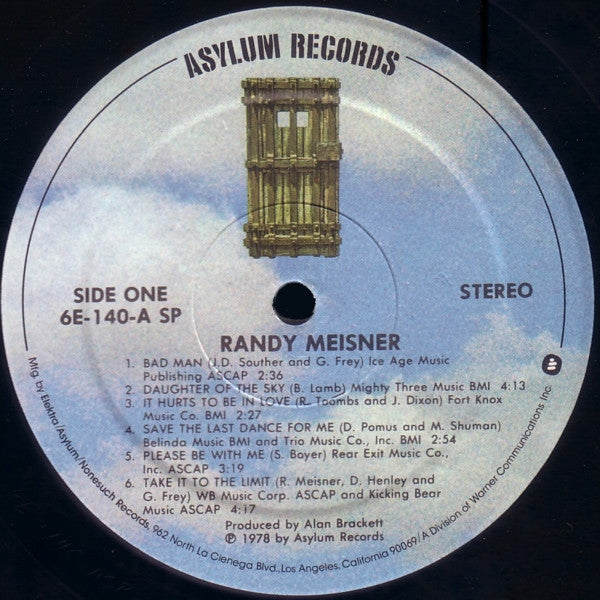 ASYLUM RECORDS
SIDE ONE
6E-140-A SP
STEREO
RANDY MEISNER
1. BAD MAN (J.D. Souther and G. Frey) Ice Age Music
Publishing ASCAP 2:36
2. DAUGHTER OF THE SKY (B. Lamb) Mighty Three Music BMI 4:13
3. IT HURTS TO BE IN LOVE (R. Toombs and J. Dixon) Fort Knox
Music Co. BMI 2:27
4. SAVE THE LAST DANCE FOR ME (D. Pomus and M. Shuman)
Belinda Music BMI and Trio Music Co., Inc. BMI 2:54
5. PLEASE BE WITH ME (S. Boyer) Rear Exit Music Co.,
Inc. ASCAP 3:19
6. TAKE IT TO THE LIMIT (R. Meisner, D. Henley and
G. Frey) WB Music Corp. ASCAP and Kicking Bear
Music ASCAP 4:17
Produced by Alan Brackett
℗ 1978 by Asylum Records
Mfg. by Elektra/Asylum/Nonesuch Records, 962 North La Cienega Blvd., Los Angeles, California 90069/A Division of Warner Communications Inc.